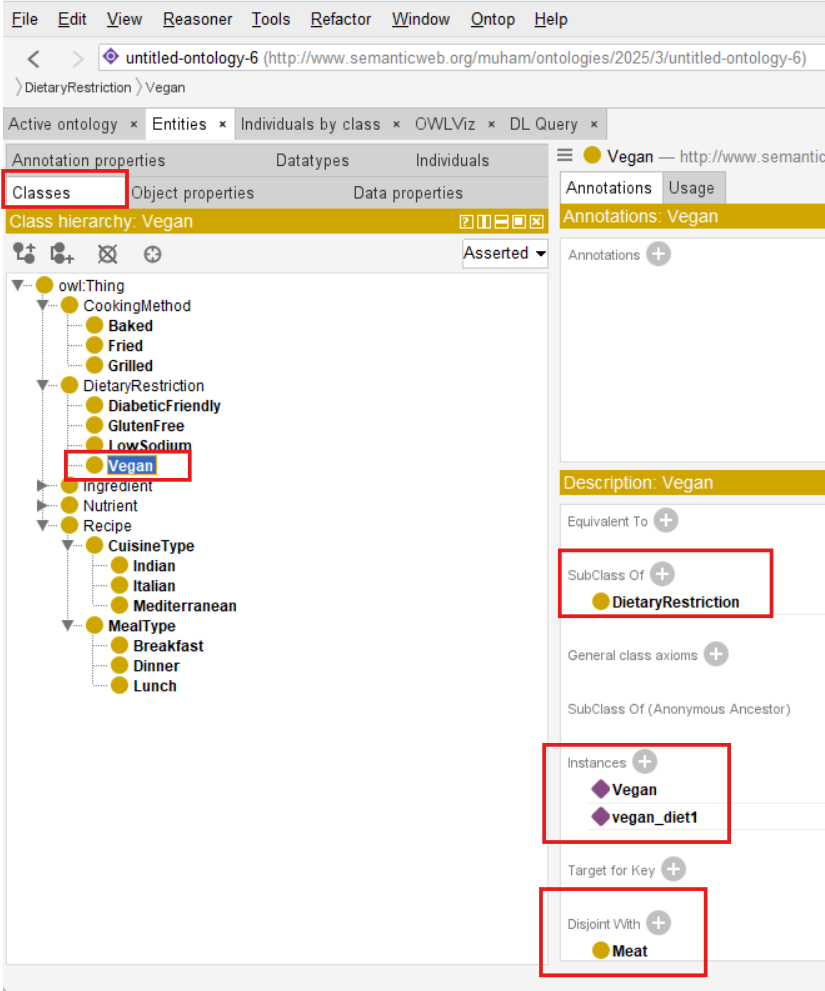 File Edit View Reasoner Tools Refactor Window Ontop Help
untitled-ontology-6 (http://www.semanticweb.org/muham/ontologies/2025/3/untitled-ontology-6)
DietaryRestriction Vegan
Active ontology × Entities × Individuals by class × OWLViz × DL Query ×
Annotation properties Datatypes Individuals
Classes Object properties Data properties
Class hierarchy: Vegan
Asserted
owl:Thing
CookingMethod
Baked
Fried
Grilled
DietaryRestriction
DiabeticFriendly
GlutenFree
LowSodium
Vegan
Ingredient
Nutrient
Recipe
CuisineType
Indian
Italian
Mediterranean
MealType
Breakfast
Dinner
Lunch
Vegan — http://www.semantic
Annotations Usage
Annotations: Vegan
Annotations
Description: Vegan
Equivalent To
SubClass Of
DietaryRestriction
General class axioms
SubClass Of (Anonymous Ancestor)
Instances
Vegan
vegan_diet1
Target for Key
Disjoint With
Meat